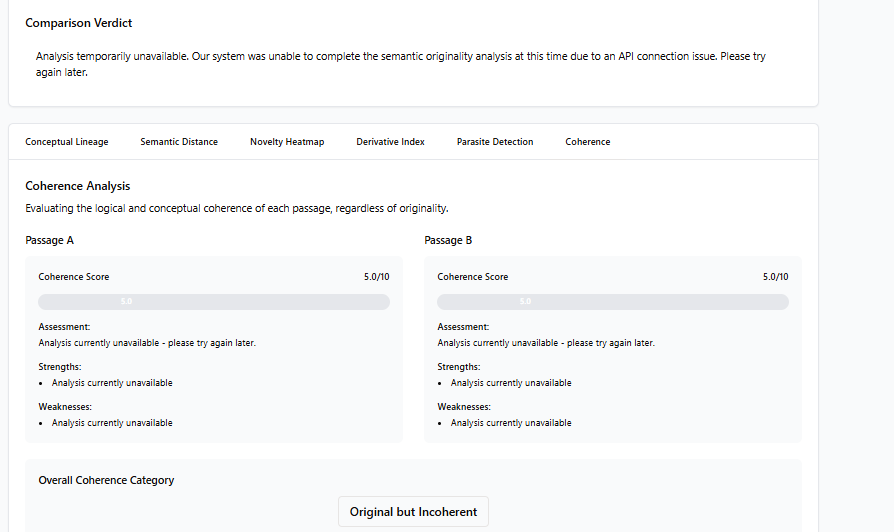 Comparison Verdict
Analysis temporarily unavailable. Our system was unable to complete the semantic originality analysis at this time due to an API connection issue. Please try
again later.
Conceptual Lineage Semantic Distance Novelty Heatmap Derivative Index Parasite Detection Coherence
Coherence Analysis
Evaluating the logical and conceptual coherence of each passage, regardless of originality.
Passage A
Coherence Score 5.0/10
5.0
Assessment:
Analysis currently unavailable - please try again later.
Strengths:
• Analysis currently unavailable
Weaknesses:
• Analysis currently unavailable
Passage B
Coherence Score 5.0/10
5.0
Assessment:
Analysis currently unavailable - please try again later.
Strengths:
• Analysis currently unavailable
Weaknesses:
• Analysis currently unavailable
Overall Coherence Category
Original but Incoherent